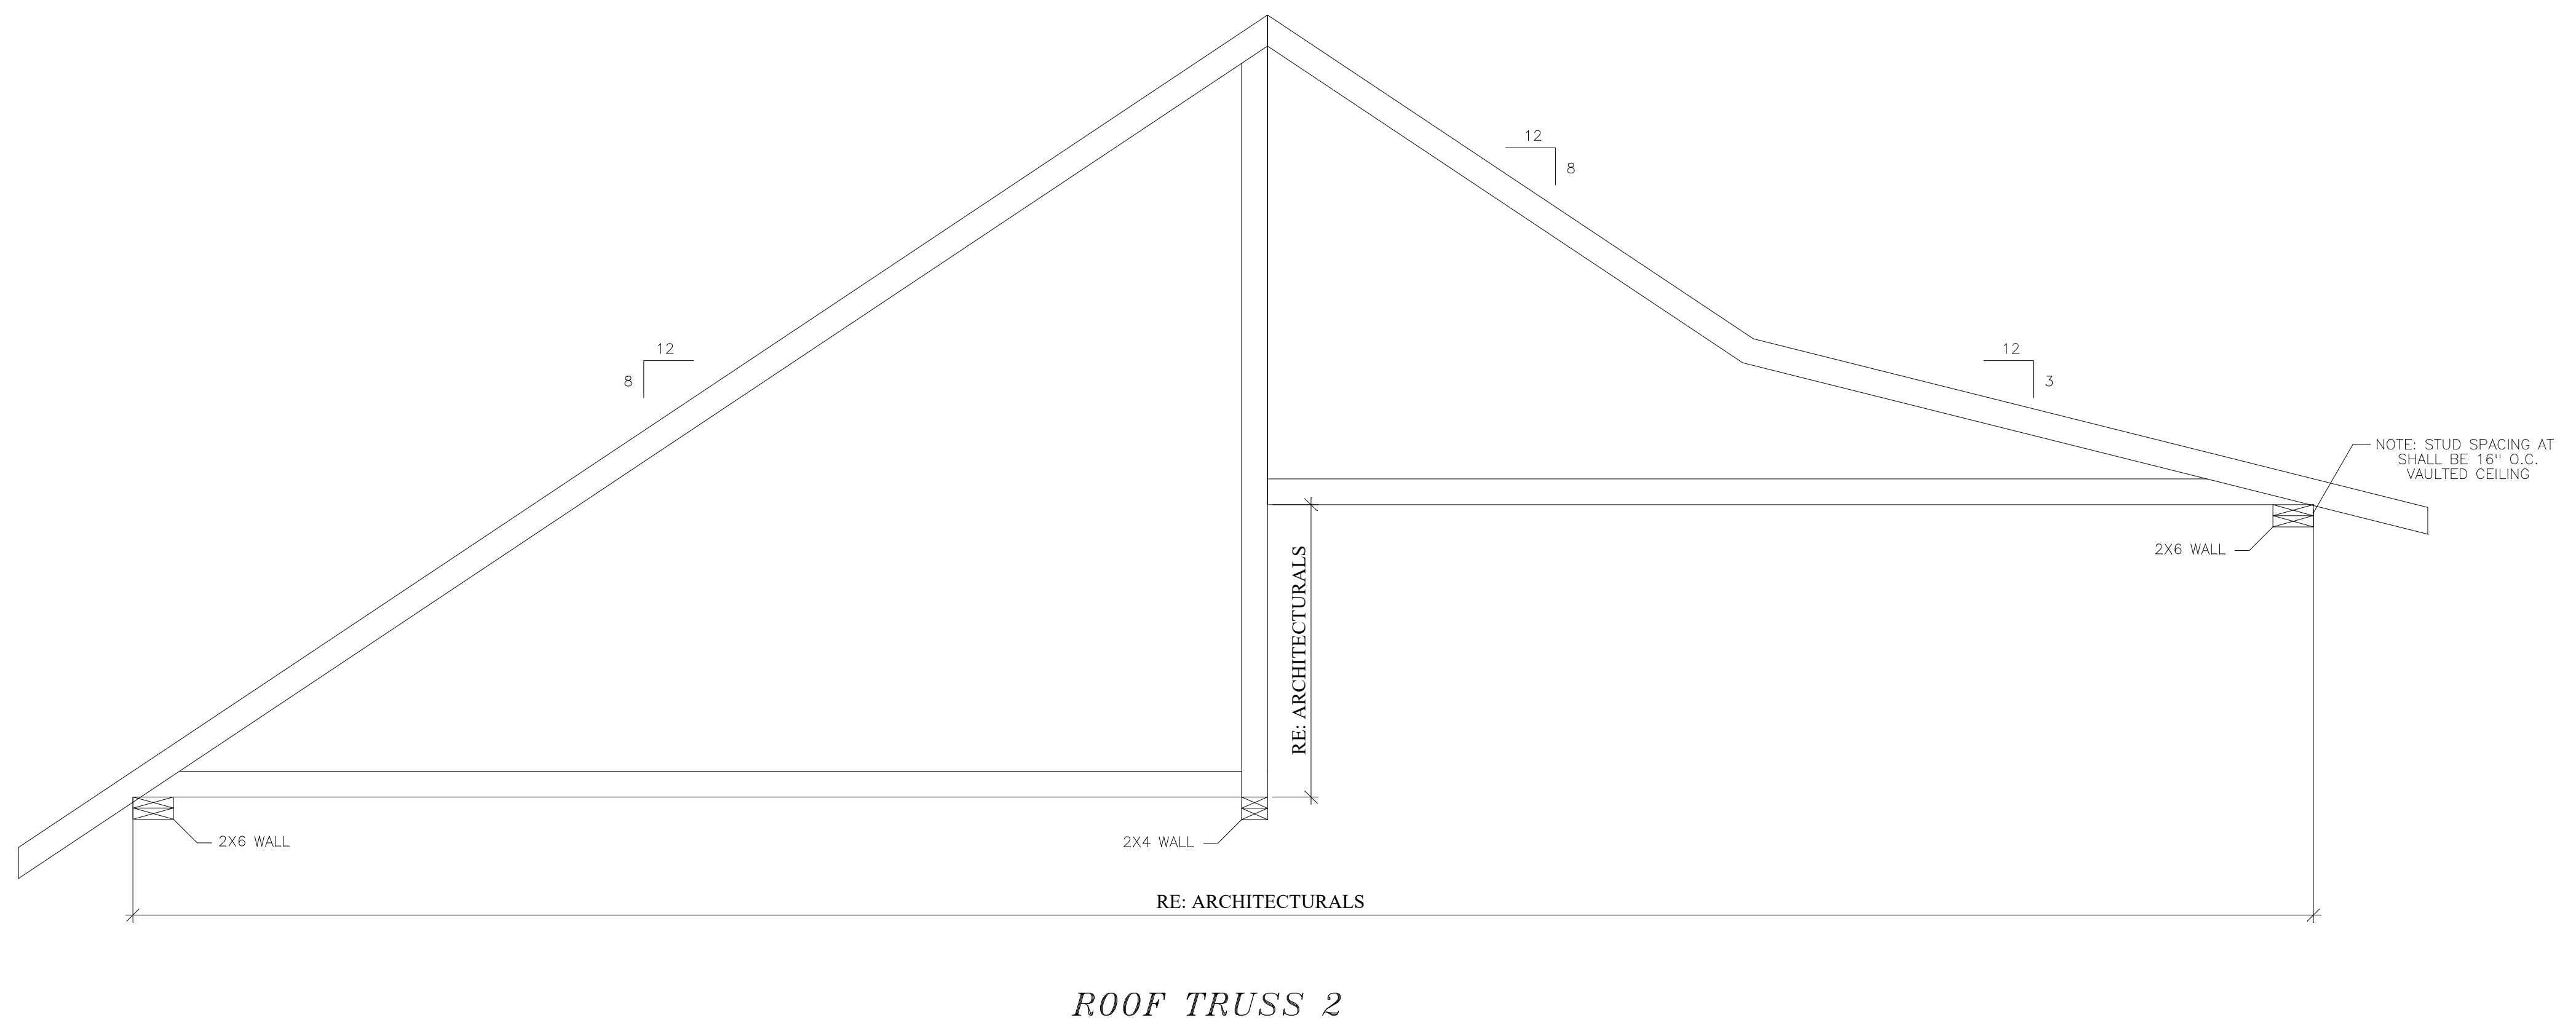 12
8
12
8
12
3
NOTE: STUD SPACING AT
SHALL BE 16" O.C.
VAULTED CEILING
2X6 WALL
RE: ARCHITECTURALS
2X6 WALL
2X4 WALL
RE: ARCHITECTURALS
ROOF TRUSS 2